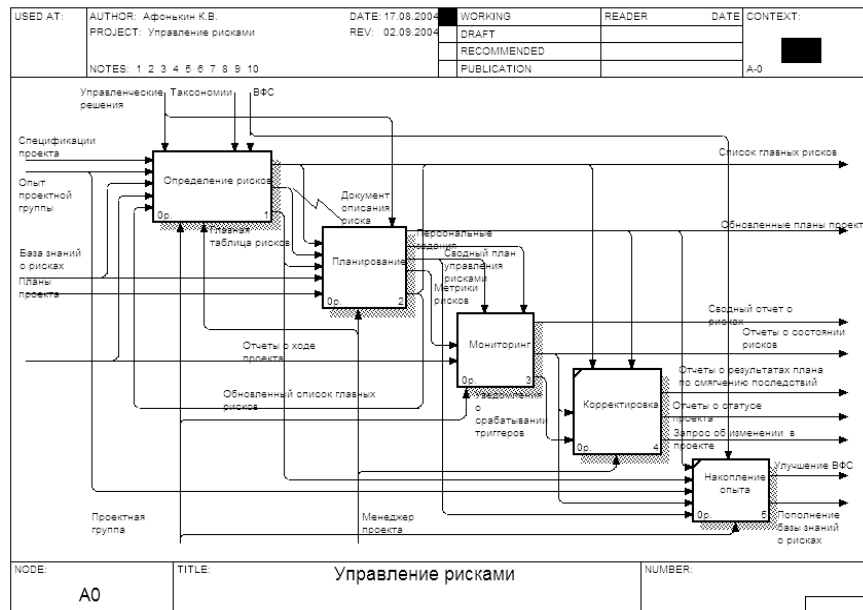 USED AT:
AUTHOR: Афонькин К.В.
DATE: 17.08.2004
WORKING
READER
DATE
CONTEXT:
PROJECT: Управление рисками
REV: 02.09.2004
DRAFT
RECOMMENDED
NOTES: 1 2 3 4 5 6 7 8 9 10
PUBLICATION
A-0
Управленческие
решения
Таксономии
ВФС
Спецификации
проекта
Опыт
проектной
группы
База знаний
о рисках
Планы
проекта
Определение рисков
0р.
1
Документ
описания
риска
Главная
таблица рисков
Планирование
0р.
2
Персональные
задания
Сводный план
управления
рисками
Метрики
рисков
Список главных рисков
Обновленные планы проект
Сводный отчет о
рисках
Отчеты о состоянии
рисков
Отчеты о ходе
проекта
Мониторинг
0р.
3
Обновленный список главных
рисков
Уведомления
о
срабатывании
триггеров
Корректировка
0р.
4
Отчеты о результатах плана
по смягчению последствий
Отчеты о статусе
проекта
Запрос об изменении в
проекте
Накопление
опыта
0р.
5
Улучшение ВФС
Пополнение
базы знаний
о рисках
Проектная
группа
Менеджер
проекта
NODE:
A0
TITLE:
Управление рисками
NUMBER: